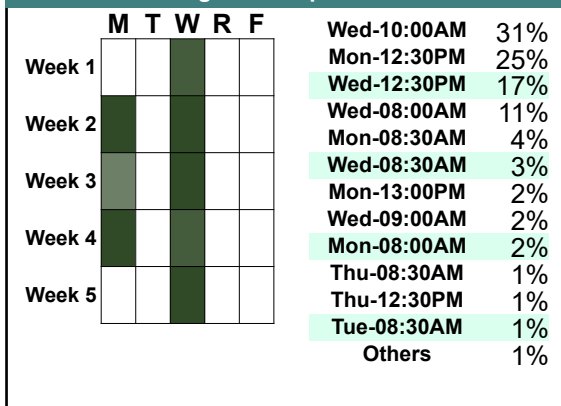 M T W R F
Week 1
Week 2
Week 3
Week 4
Week 5
Wed-10:00AM 31%
Mon-12:30PM 25%
Wed-12:30PM 17%
Wed-08:00AM 11%
Mon-08:30AM 4%
Wed-08:30AM 3%
Mon-13:00PM 2%
Wed-09:00AM 2%
Mon-08:00AM 2%
Thu-08:30AM 1%
Thu-12:30PM 1%
Tue-08:30AM 1%
Others 1%